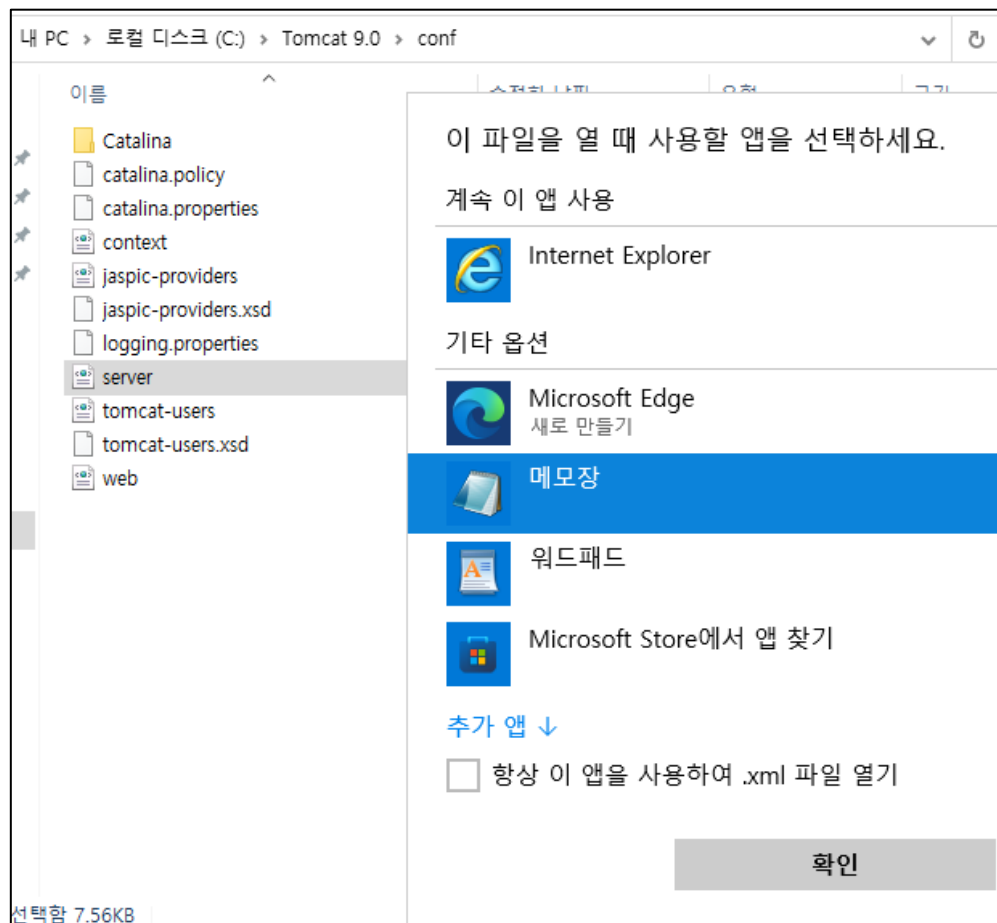 내 PC > 로컬 디스크 (C:) > Tomcat 9.0 > conf
이름
Catalina
catalina.policy
catalina.properties
context
jaspic-providers
jaspic-providers.xsd
logging.properties
server
tomcat-users
tomcat-users.xsd
web
선택함 7.56KB
이 파일을 열 때 사용할 앱을 선택하세요.
계속 이 앱 사용
Internet Explorer
기타 옵션
Microsoft Edge
새로 만들기
메모장
워드패드
Microsoft Store에서 앱 찾기
추가 앱 ↓
항상 이 앱을 사용하여 .xml 파일 열기
확인